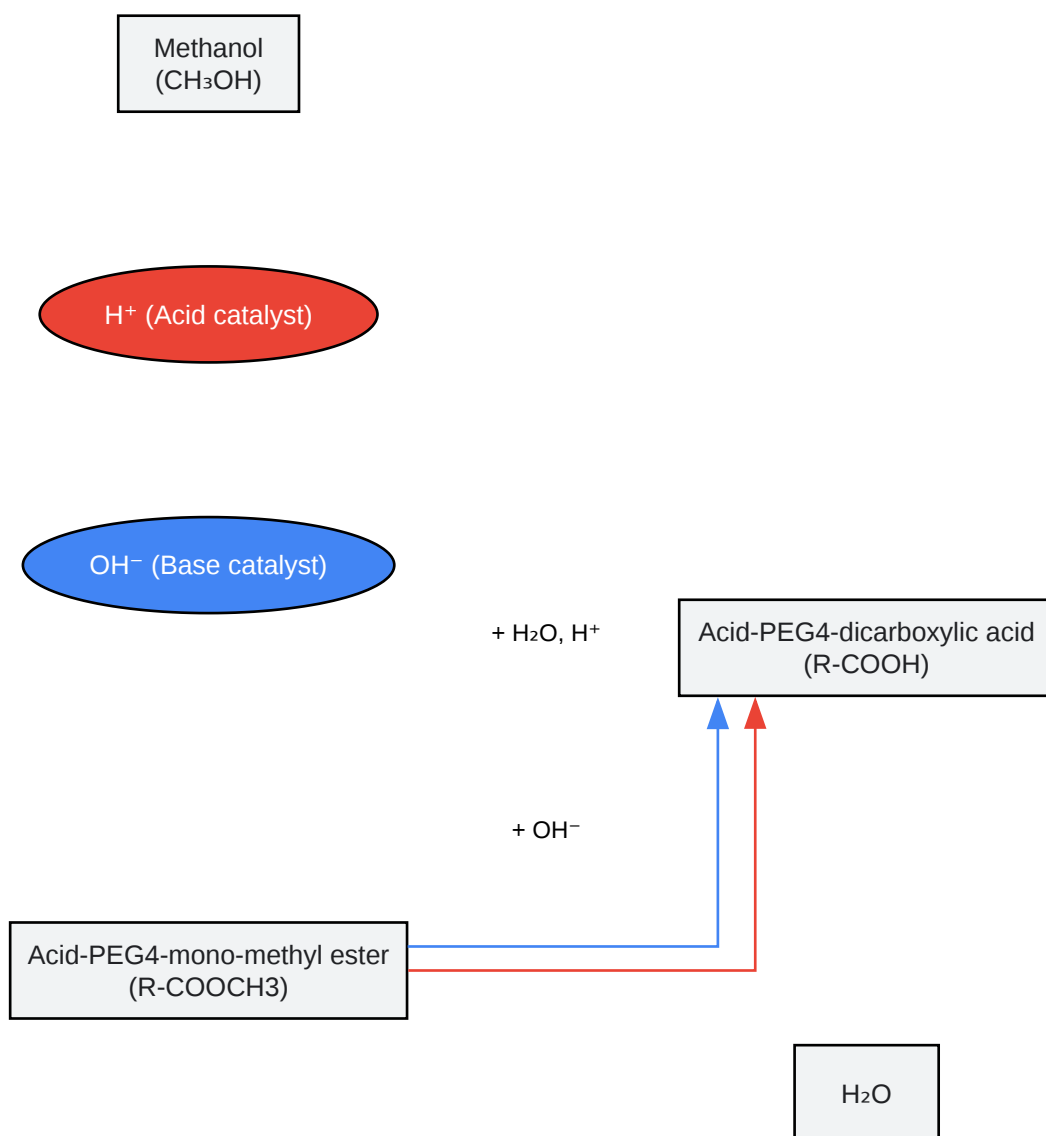 Methanol
(CH₃OH)
H⁺ (Acid catalyst)
OH⁻ (Base catalyst)
+ H₂O, H⁺
Acid-PEG4-dicarboxylic acid
(R-COOH)
+ OH⁻
Acid-PEG4-mono-methyl ester
(R-COOCH3)
H₂O